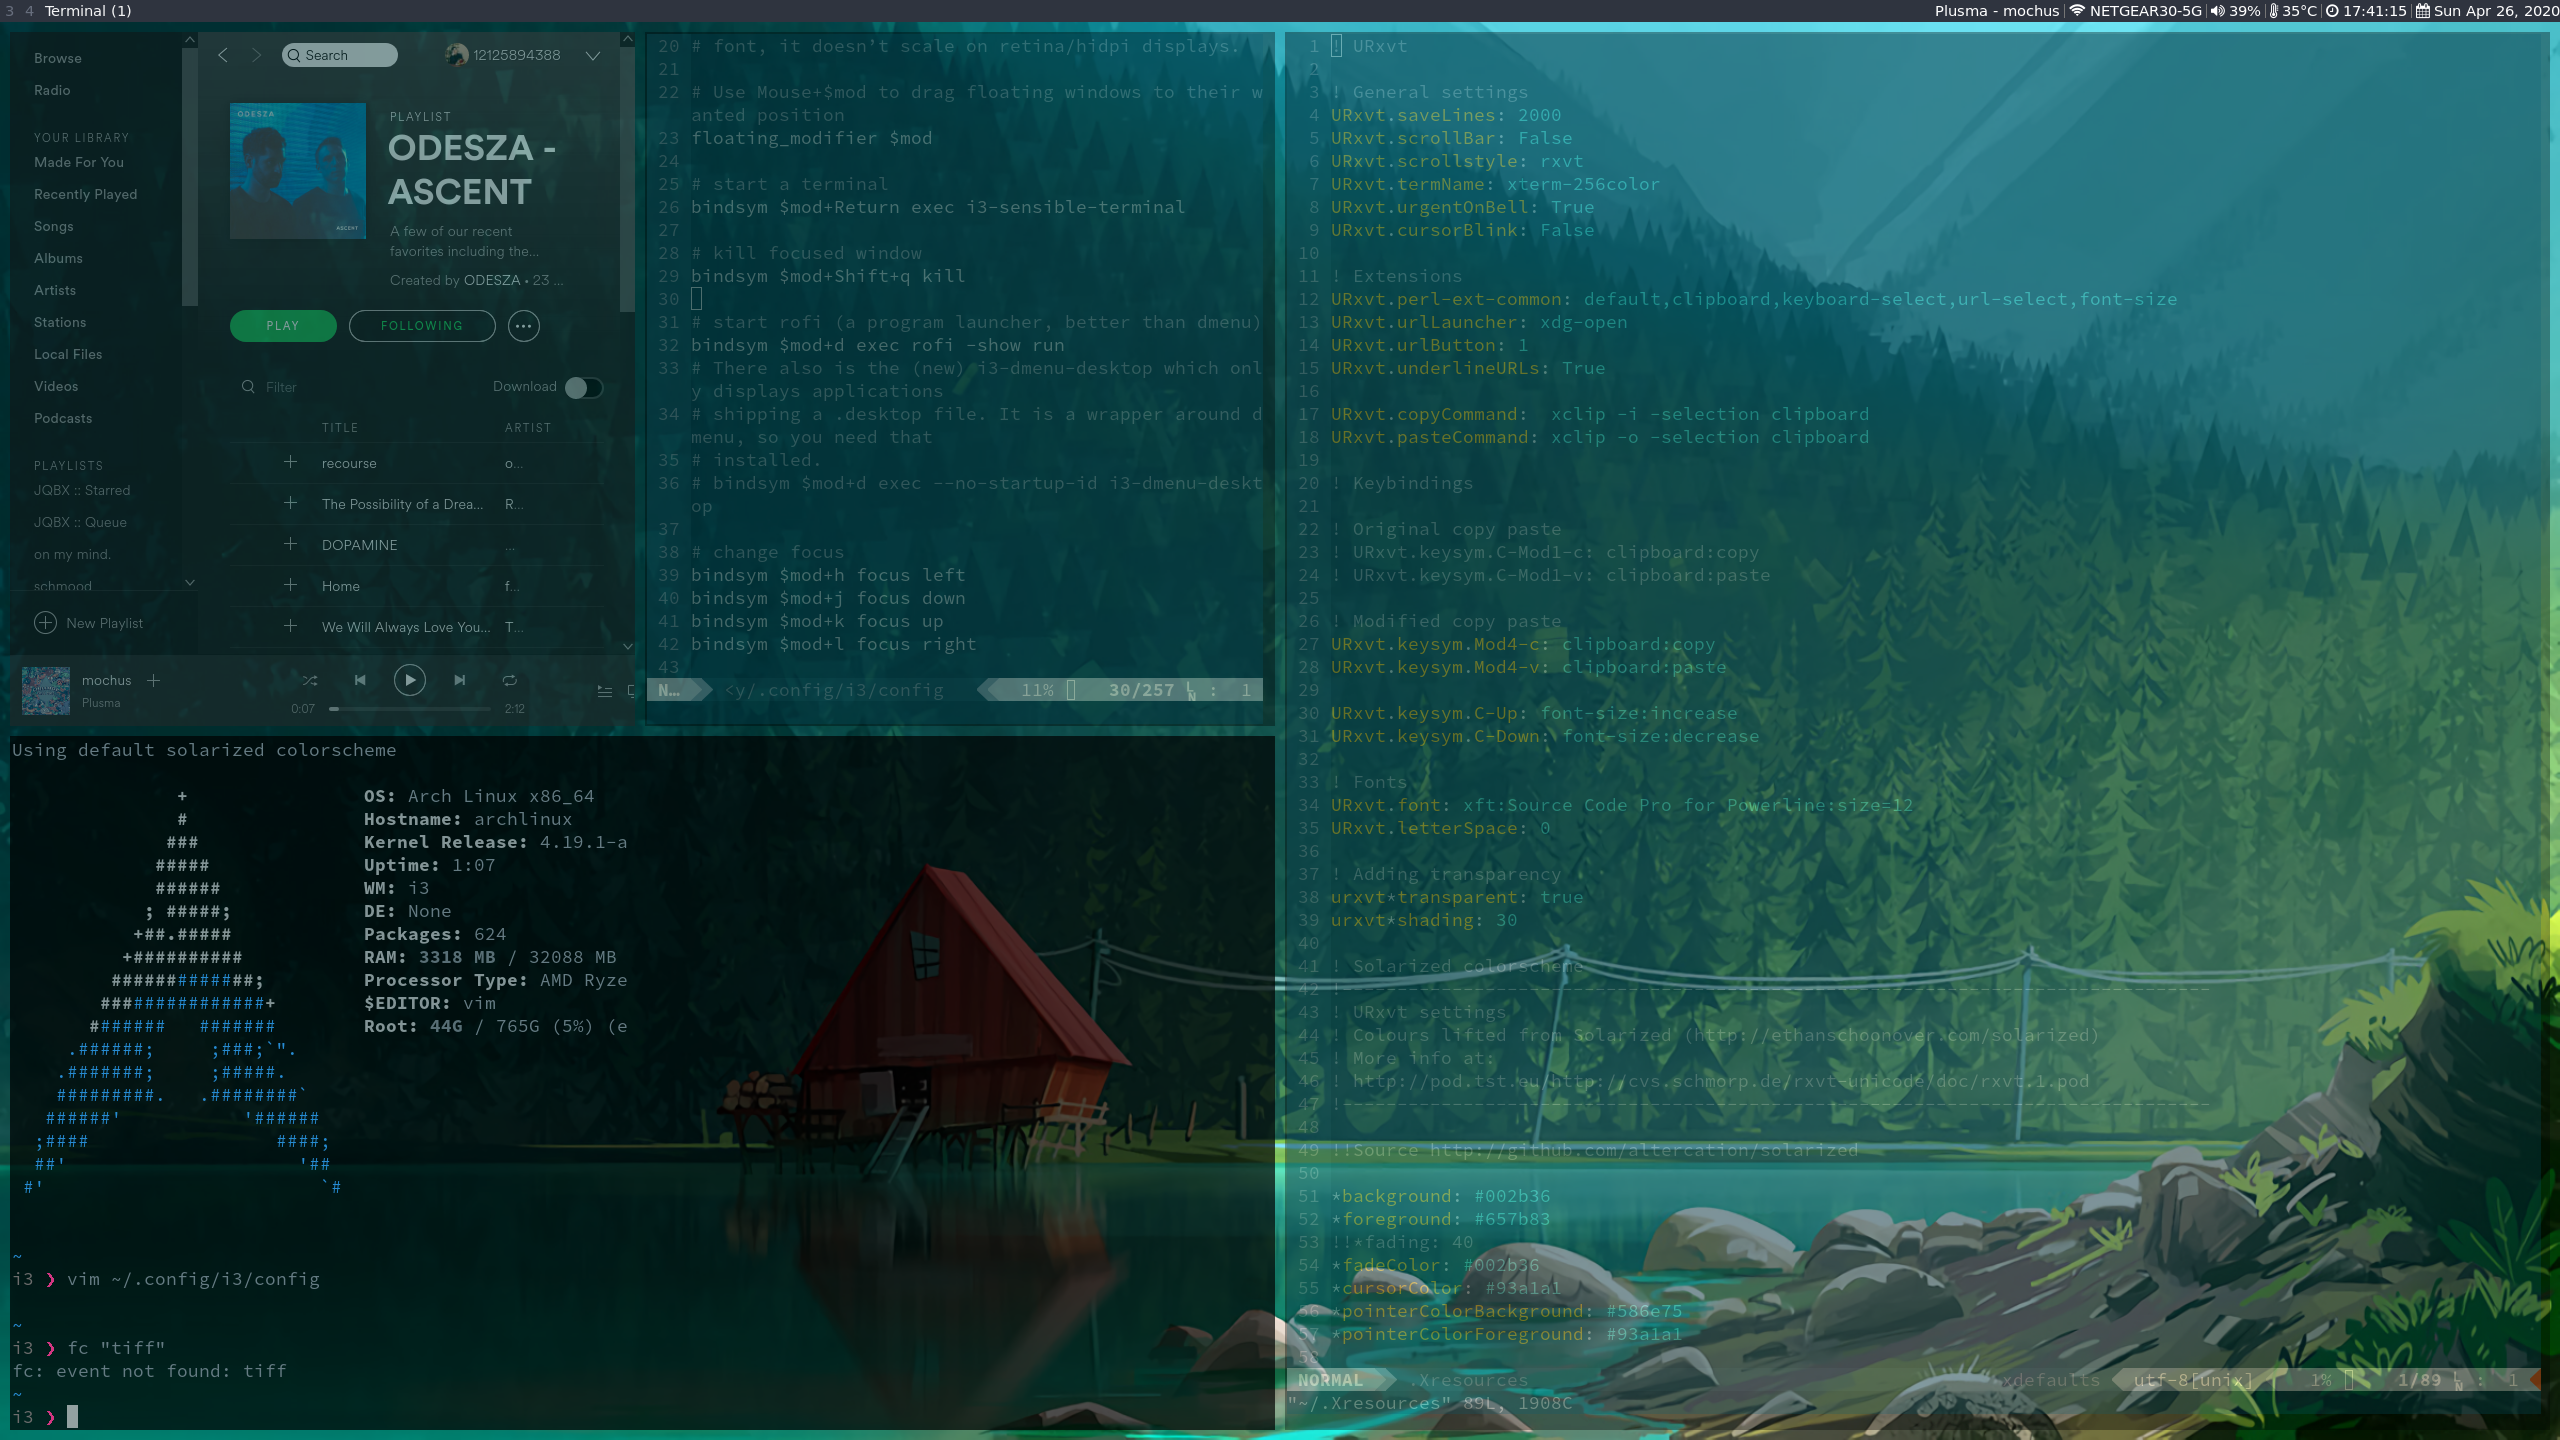 3 4 Terminal (1)
Plusma - mochus NETGEAR30-5G 39% 35°C 17:41:15 Sun Apr 26, 2020
Browse
Radio
YOUR LIBRARY
Made For You
Recently Played
Songs
Albums
Artists
Stations
Local Files
Videos
Podcasts
PLAYLISTS
JQBX :: Starred
JQBX :: Queue
on my mind.
schmood
New Playlist
Search
12125894388
ODESZA
ASCENT
PLAYLIST
ODESZA -
ASCENT
A few of our recent
favorites including the...
Created by ODESZA • 23 ...
PLAY FOLLOWING
Filter Download
TITLE ARTIST
recourse o...
The Possibility of a Drea... R...
DOPAMINE ...
Home f...
We Will Always Love You... T...
mochus
Plusma
0:07 2:12
20 # font, it doesn’t scale on retina/hidpi displays.
21
22 # Use Mouse+$mod to drag floating windows to their w
anted position
23 floating_modifier $mod
24
25 # start a terminal
26 bindsym $mod+Return exec i3-sensible-terminal
27
28 # kill focused window
29 bindsym $mod+Shift+q kill
30
31 # start rofi (a program launcher, better than dmenu)
32 bindsym $mod+d exec rofi -show run
33 # There also is the (new) i3-dmenu-desktop which onl
y displays applications
34 # shipping a .desktop file. It is a wrapper around d
menu, so you need that
35 # installed.
36 # bindsym $mod+d exec --no-startup-id i3-dmenu-deskt
op
37
38 # change focus
39 bindsym $mod+h focus left
40 bindsym $mod+j focus down
41 bindsym $mod+k focus up
42 bindsym $mod+l focus right
43
N… <y/.config/i3/config 11% 30/257 LN : 1
Using default solarized colorscheme
+
#
###
#####
######
; #####;
+##.#####
+##########
#############;
###############+
#######   #######
.######;     ;###;`".
.#######;     ;#####.
#########.   .########`
######'           '######
;####                 ####;
##'                     '##
#'                         `#
OS: Arch Linux x86_64
Hostname: archlinux
Kernel Release: 4.19.1-a
Uptime: 1:07
WM: i3
DE: None
Packages: 624
RAM: 3318 MB / 32088 MB
Processor Type: AMD Ryze
$EDITOR: vim
Root: 44G / 765G (5%) (e
~
i3 ❯ vim ~/.config/i3/config
~
i3 ❯ fc "tiff"
fc: event not found: tiff
~
i3 ❯
1 ! URxvt
2
3 ! General settings
4 URxvt.saveLines: 2000
5 URxvt.scrollBar: False
6 URxvt.scrollstyle: rxvt
7 URxvt.termName: xterm-256color
8 URxvt.urgentOnBell: True
9 URxvt.cursorBlink: False
10
11 ! Extensions
12 URxvt.perl-ext-common: default,clipboard,keyboard-select,url-select,font-size
13 URxvt.urlLauncher: xdg-open
14 URxvt.urlButton: 1
15 URxvt.underlineURLs: True
16
17 URxvt.copyCommand:  xclip -i -selection clipboard
18 URxvt.pasteCommand: xclip -o -selection clipboard
19
20 ! Keybindings
21
22 ! Original copy paste
23 ! URxvt.keysym.C-Mod1-c: clipboard:copy
24 ! URxvt.keysym.C-Mod1-v: clipboard:paste
25
26 ! Modified copy paste
27 URxvt.keysym.Mod4-c: clipboard:copy
28 URxvt.keysym.Mod4-v: clipboard:paste
29
30 URxvt.keysym.C-Up: font-size:increase
31 URxvt.keysym.C-Down: font-size:decrease
32
33 ! Fonts
34 URxvt.font: xft:Source Code Pro for Powerline:size=12
35 URxvt.letterSpace: 0
36
37 ! Adding transparency
38 urxvt*transparent: true
39 urxvt*shading: 30
40
41 ! Solarized colorscheme
42 !-------------------------------------------------------------------------------
43 ! URxvt settings
44 ! Colours lifted from Solarized (http://ethanschoonover.com/solarized)
45 ! More info at:
46 ! http://pod.tst.eu/http://cvs.schmorp.de/rxvt-unicode/doc/rxvt.1.pod
47 !-------------------------------------------------------------------------------
48
49 !!Source http://github.com/altercation/solarized
50
51 *background: #002b36
52 *foreground: #657b83
53 !!*fading: 40
54 *fadeColor: #002b36
55 *cursorColor: #93a1a1
56 *pointerColorBackground: #586e75
57 *pointerColorForeground: #93a1a1
58
NORMAL .Xresources xdefaults utf-8[unix] 1% 1/89 LN : 1
"~/.Xresources" 89L, 1908C